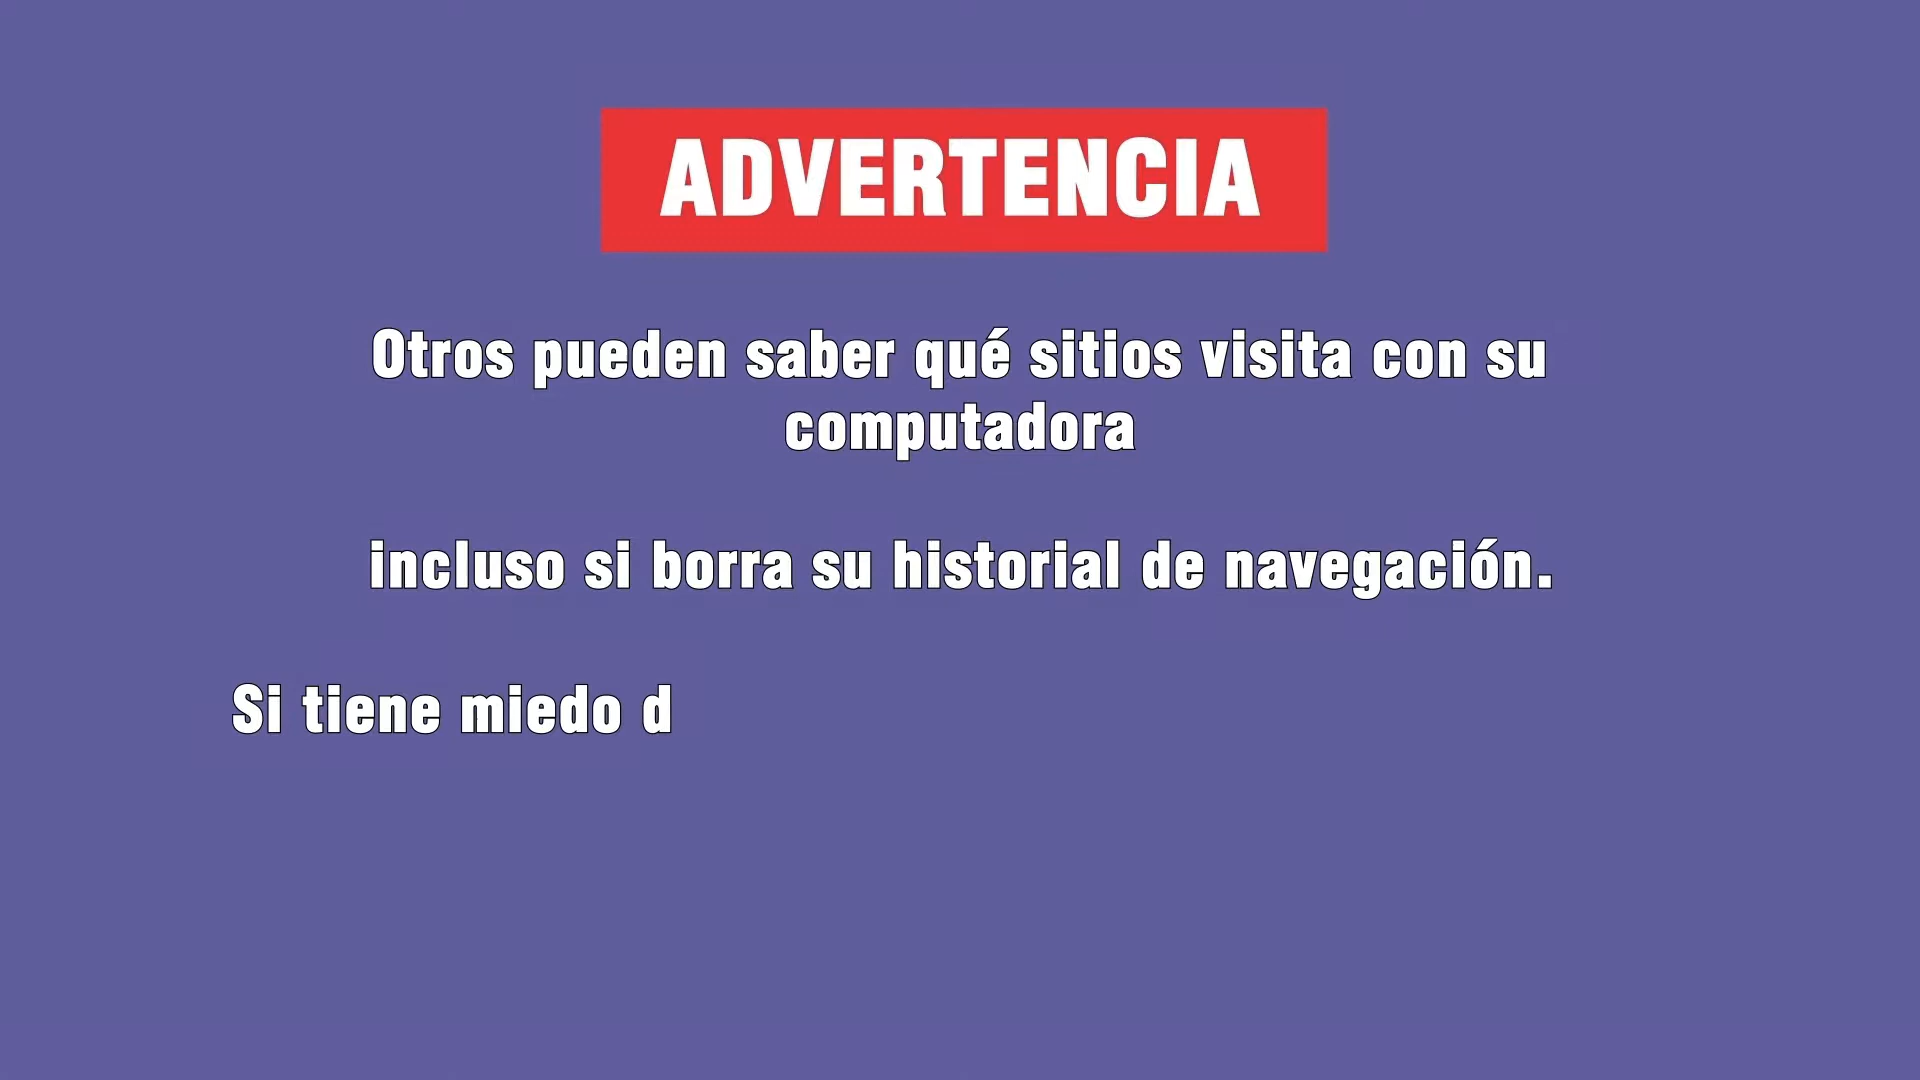 ADVERTENCIA
Otros pueden saber qué sitios visita con su
computadora
incluso si borra su historial de navegación.
Si tiene miedo d